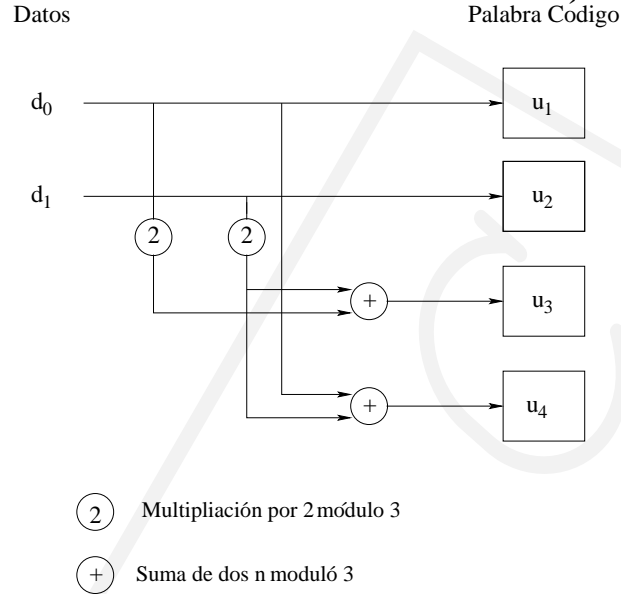 Datos Palabra Código
d0 u1
d1 u2
2 2
+ u3
+ u4
2 Multipliación por 2 módulo 3
+ Suma de dos n moduló 3